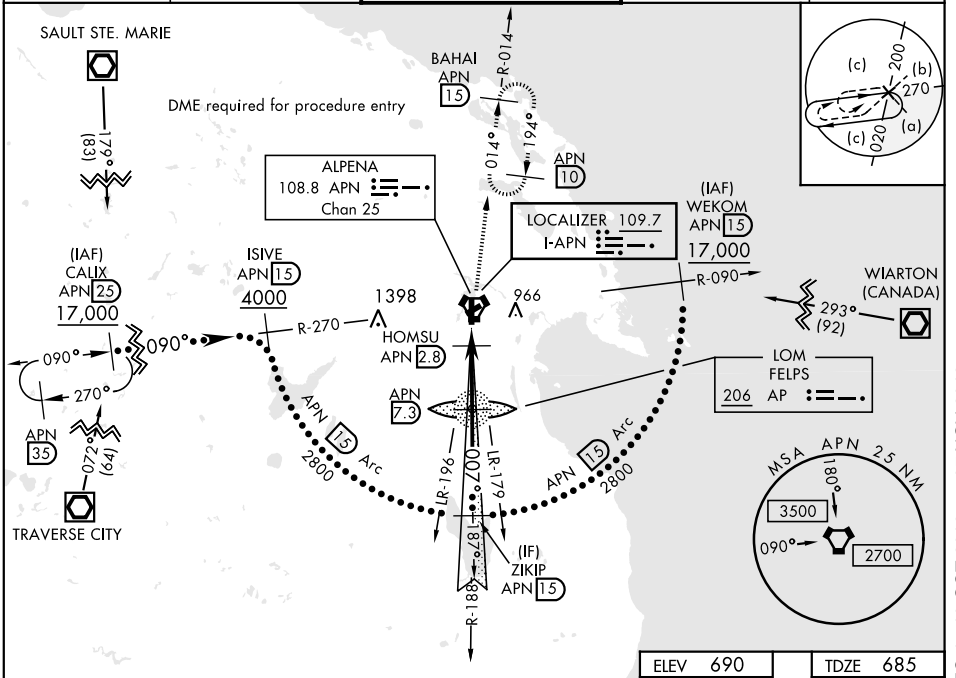 SAULT STE. MARIE
179°
(83)
DME required for procedure entry
BAHAI
APN
15
R-014
014°
194°
APN
10
ALPENA
108.8 APN
Chan 25
LOCALIZER 109.7
I-APN
(IAF)
WEKOM
APN 15
17,000
R-090
WIARTON
(CANADA)
293°
(92)
(c)
200
(b)
270
(a)
(c)
020
(IAF)
CALIX
APN 25
17,000
090°
270°
090°
APN
35
ISIVE
APN 15
4000
R-270
1398
966
HOMSU
APN 2.8
APN
7.3
LOM
FELPS
206 AP
072°
(64)
TRAVERSE CITY
APN 15 Arc
2800
APN 15 Arc
2800
LR-196
007°
187°
LR-179
R-188
(IF)
ZIKIP
APN 15
MSA APN 25 NM
180°
3500
090°
2700
ELEV 690
TDZE 685